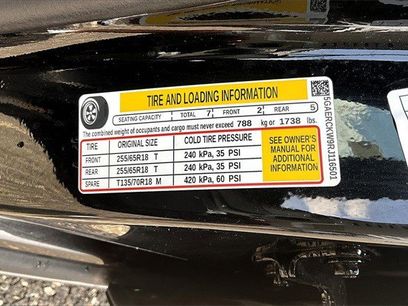 TIRE AND LOADING INFORMATION
SEATING CAPACITY TOTAL 7 FRONT 2 REAR 5
The combined weight of occupants and cargo must never exceed 788 kg or 1738 lbs.
TIRE ORIGINAL SIZE COLD TIRE PRESSURE
FRONT 255/65R18 T 240 kPa, 35 PSI
REAR 255/65R18 T 240 kPa, 35 PSI
SPARE T135/70R18 M 420 kPa, 60 PSI
SEE OWNER'S
MANUAL FOR
ADDITIONAL
INFORMATION
5GAERCKW9RJ116501